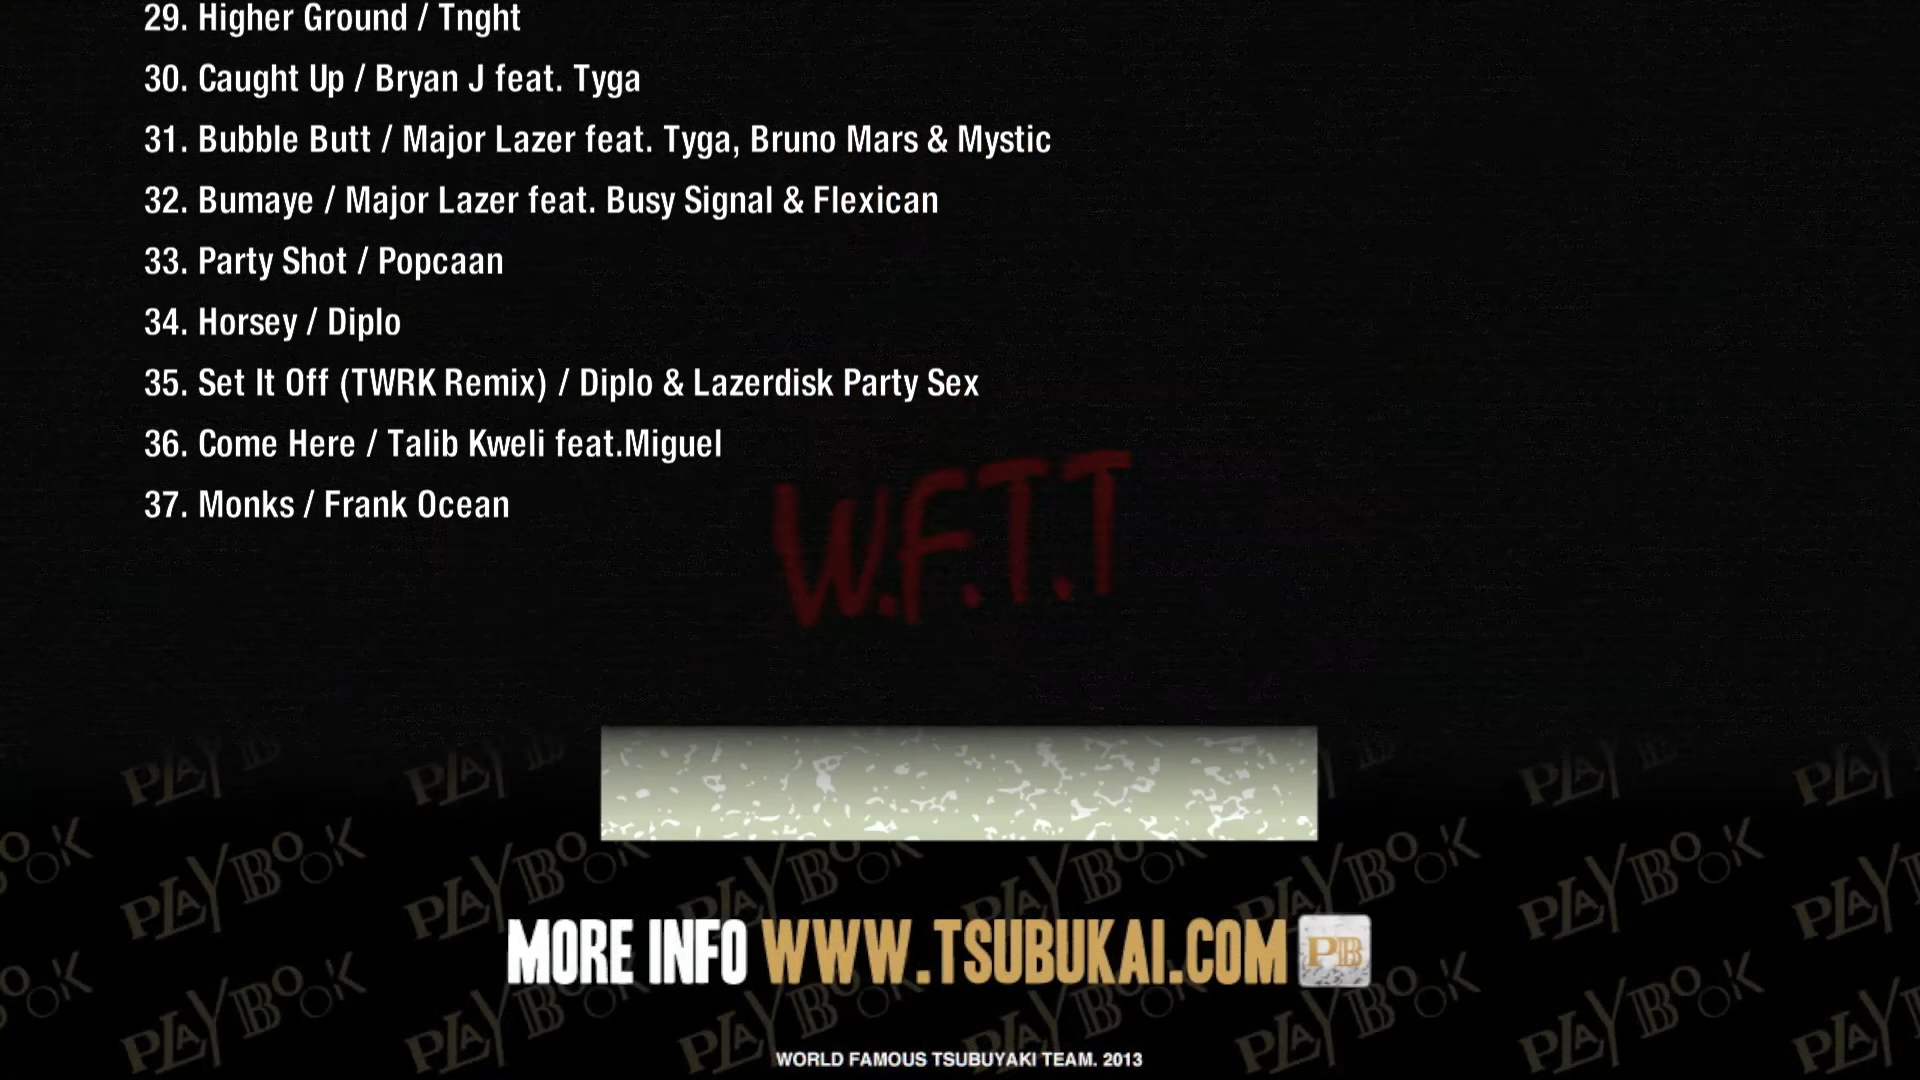 29. Higher Ground / Tnght
30. Caught Up / Bryan J feat. Tyga
31. Bubble Butt / Major Lazer feat. Tyga, Bruno Mars & Mystic
32. Bumaye / Major Lazer feat. Busy Signal & Flexican
33. Party Shot / Popcaan
34. Horsey / Diplo
35. Set It Off (TWRK Remix) / Diplo & Lazerdisk Party Sex
36. Come Here / Talib Kweli feat.Miguel
37. Monks / Frank Ocean
W.F.T.T
PLAYBOOK
MORE INFO WWW.TSUBUKAI.COM PB
WORLD FAMOUS TSUBUYAKI TEAM. 2013